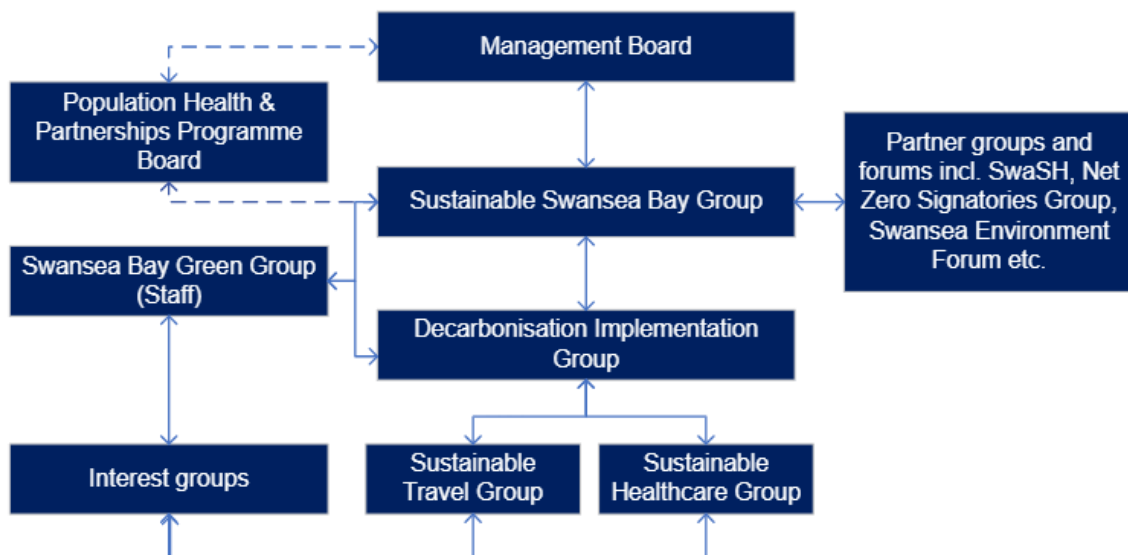 Management Board
Population Health &
Partnerships Programme
Board
Partner groups and
forums incl. SwaSH, Net
Zero Signatories Group,
Swansea Environment
Forum etc.
Sustainable Swansea Bay Group
Swansea Bay Green Group
(Staff)
Decarbonisation Implementation
Group
Interest groups
Sustainable
Travel Group
Sustainable
Healthcare Group